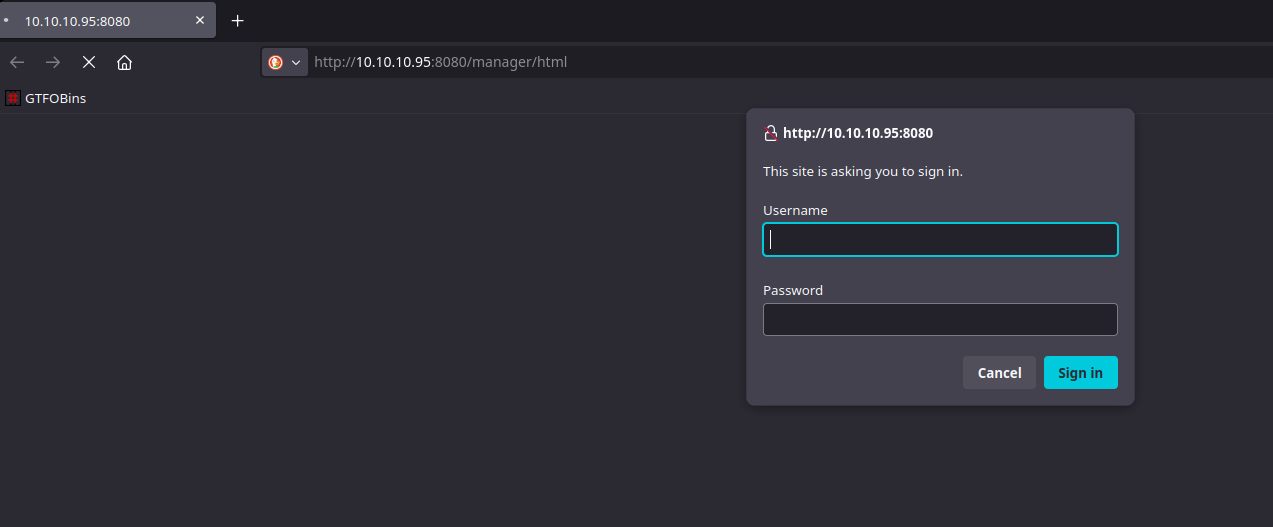 10.10.10.95:8080
http://10.10.10.95:8080/manager/html
GTFOBins
http://10.10.10.95:8080
This site is asking you to sign in.
Username
Password
Cancel Sign in